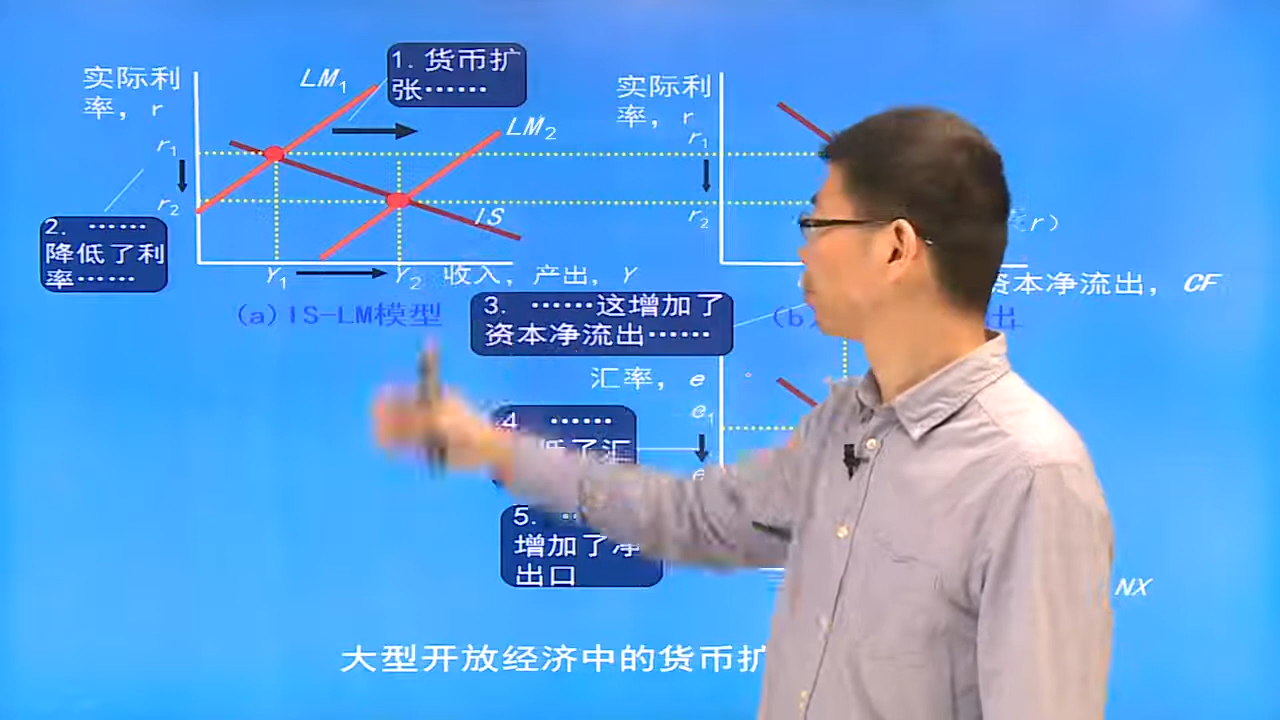 实际利
率，r
LM1
1. 货币扩
张……
LM2
r1
r2
IS
2. ……
降低了利
率……
Y1
Y2
收入，产出，Y
(a) IS-LM模型
实际利
率，r
r1
r2
r）
资本净流出，CF
(b)
出
3. ……这增加了
资本净流出……
汇率，e
e1
4 ……
低了汇
5.
增加了净
出口
NX
大型开放经济中的货币扩